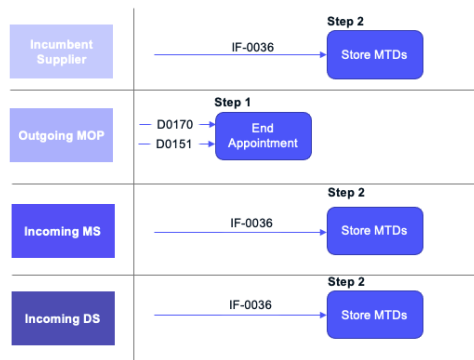 Step 2
Incumbent
Supplier
IF-0036
Store MTDs
Step 1
Outgoing MOP
D0170
D0151
End
Appointment
Step 2
Incoming MS
IF-0036
Store MTDs
Step 2
Incoming DS
IF-0036
Store MTDs